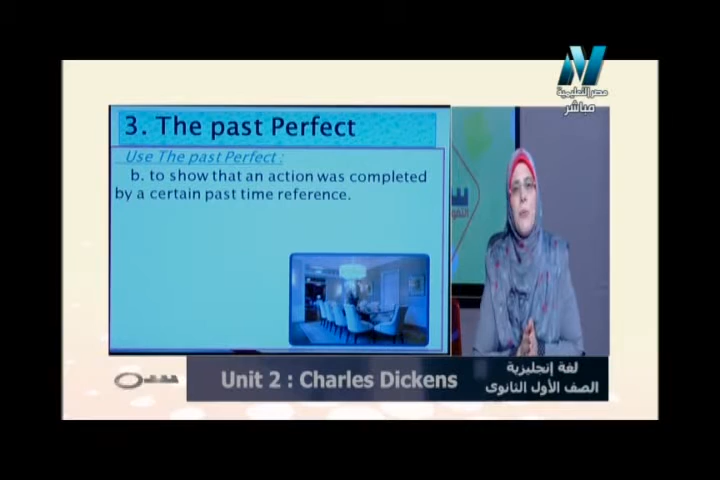 مصر التعليمية
مباشر
3. The past Perfect
Use The past Perfect :
b. to show that an action was completed
by a certain past time reference.
Unit 2 : Charles Dickens
لغة إنجليزية
الصف الأول الثانوى